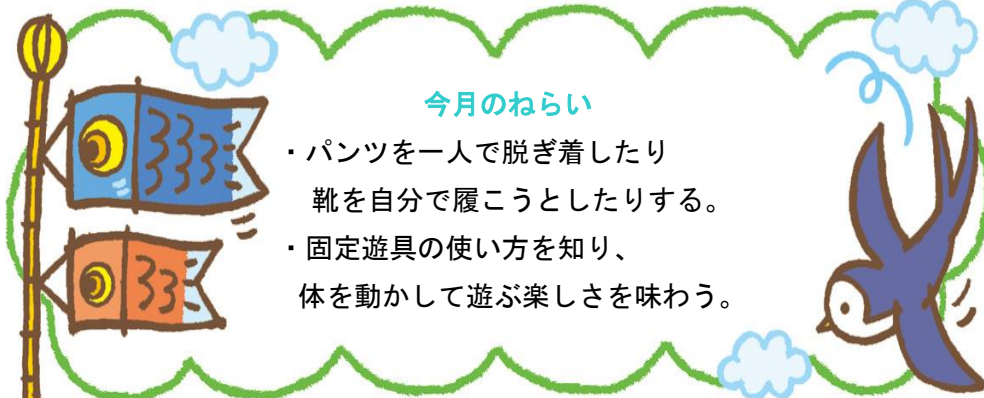 今月のねらい
・パンツを一人で脱ぎ着したり
靴を自分で履こうとしたりする。
・固定遊具の使い方を知り、
体を動かして遊ぶ楽しさを味わう。